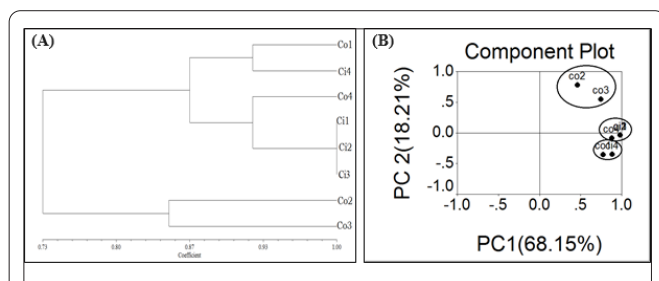 (A)
Co1
Ci4
Co4
Ci1
Ci2
Ci3
Co2
Co3
0.73 0.80 0.87 0.93 1.00
Coefficient
(B)
Component Plot
PC 2(18.21%)
1.0
.5
0.0
-.5
-1.0
co2
co3
-1.0 -.5 0.0 .5 1.0
PC1(68.15%)